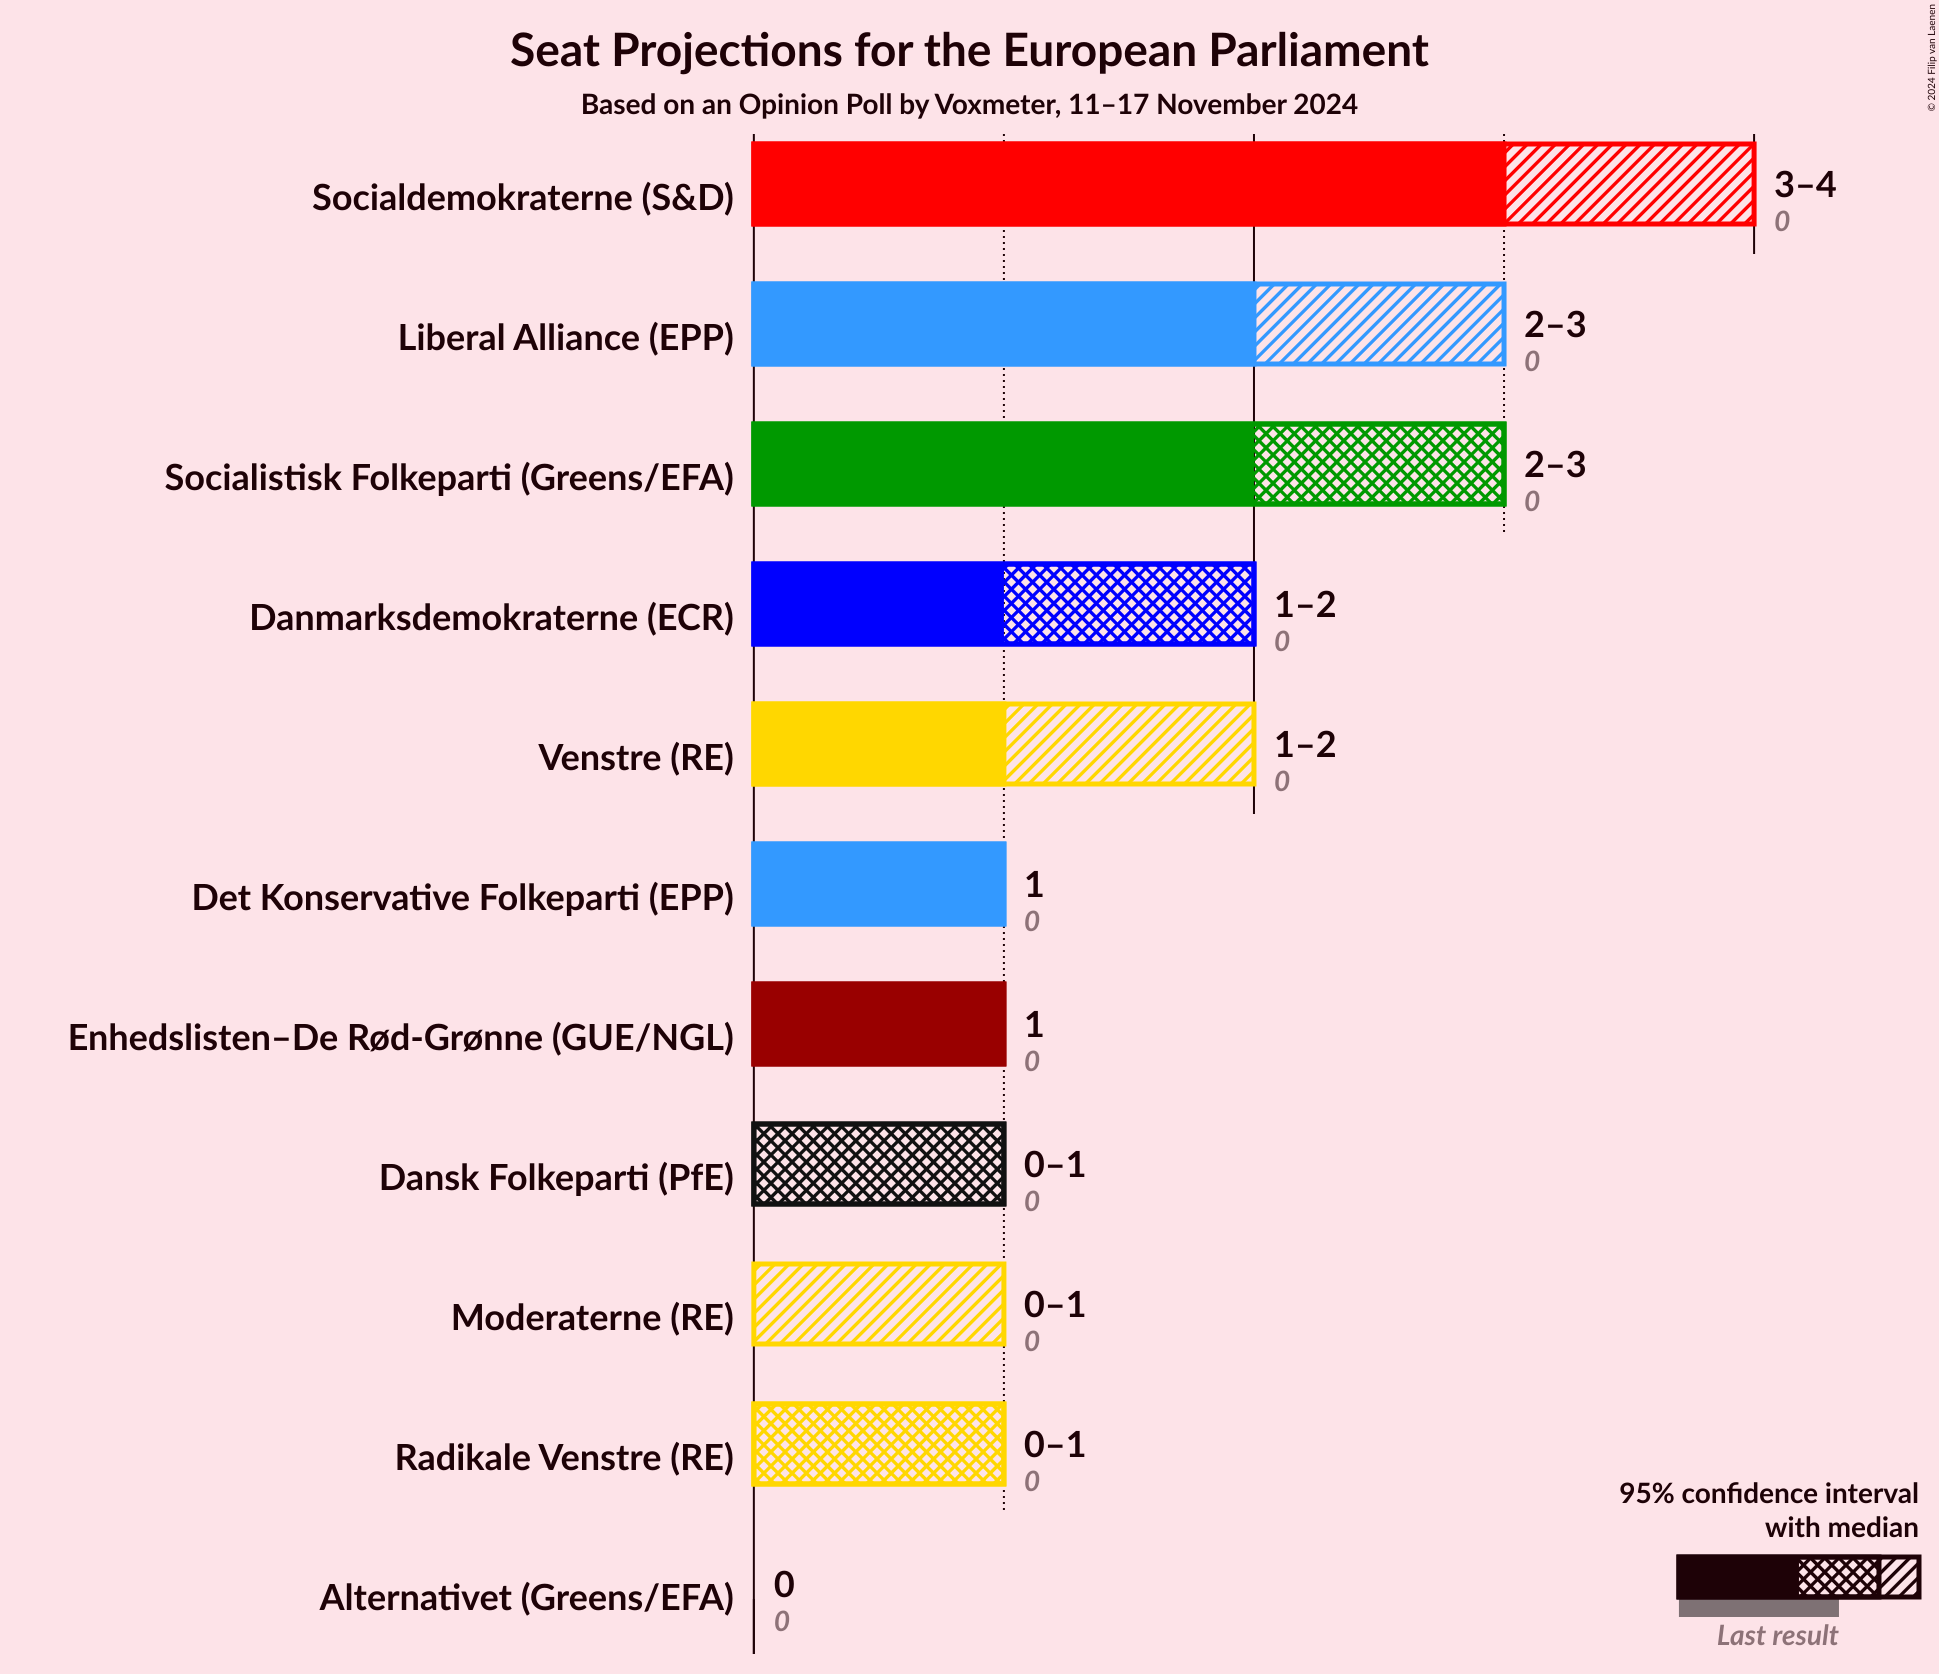 Seat Projections for the European Parliament
Based on an Opinion Poll by Voxmeter, 11–17 November 2024
© 2024 Filip van Laenen
Socialdemokraterne (S&D)
3–4
0
Liberal Alliance (EPP)
2–3
0
Socialistisk Folkeparti (Greens/EFA)
2–3
0
Danmarksdemokraterne (ECR)
1–2
0
Venstre (RE)
1–2
0
Det Konservative Folkeparti (EPP)
1
0
Enhedslisten–De Rød-Grønne (GUE/NGL)
1
0
Dansk Folkeparti (PfE)
0–1
0
Moderaterne (RE)
0–1
0
Radikale Venstre (RE)
0–1
0
Alternativet (Greens/EFA)
0
0
95% confidence interval
with median
Last result